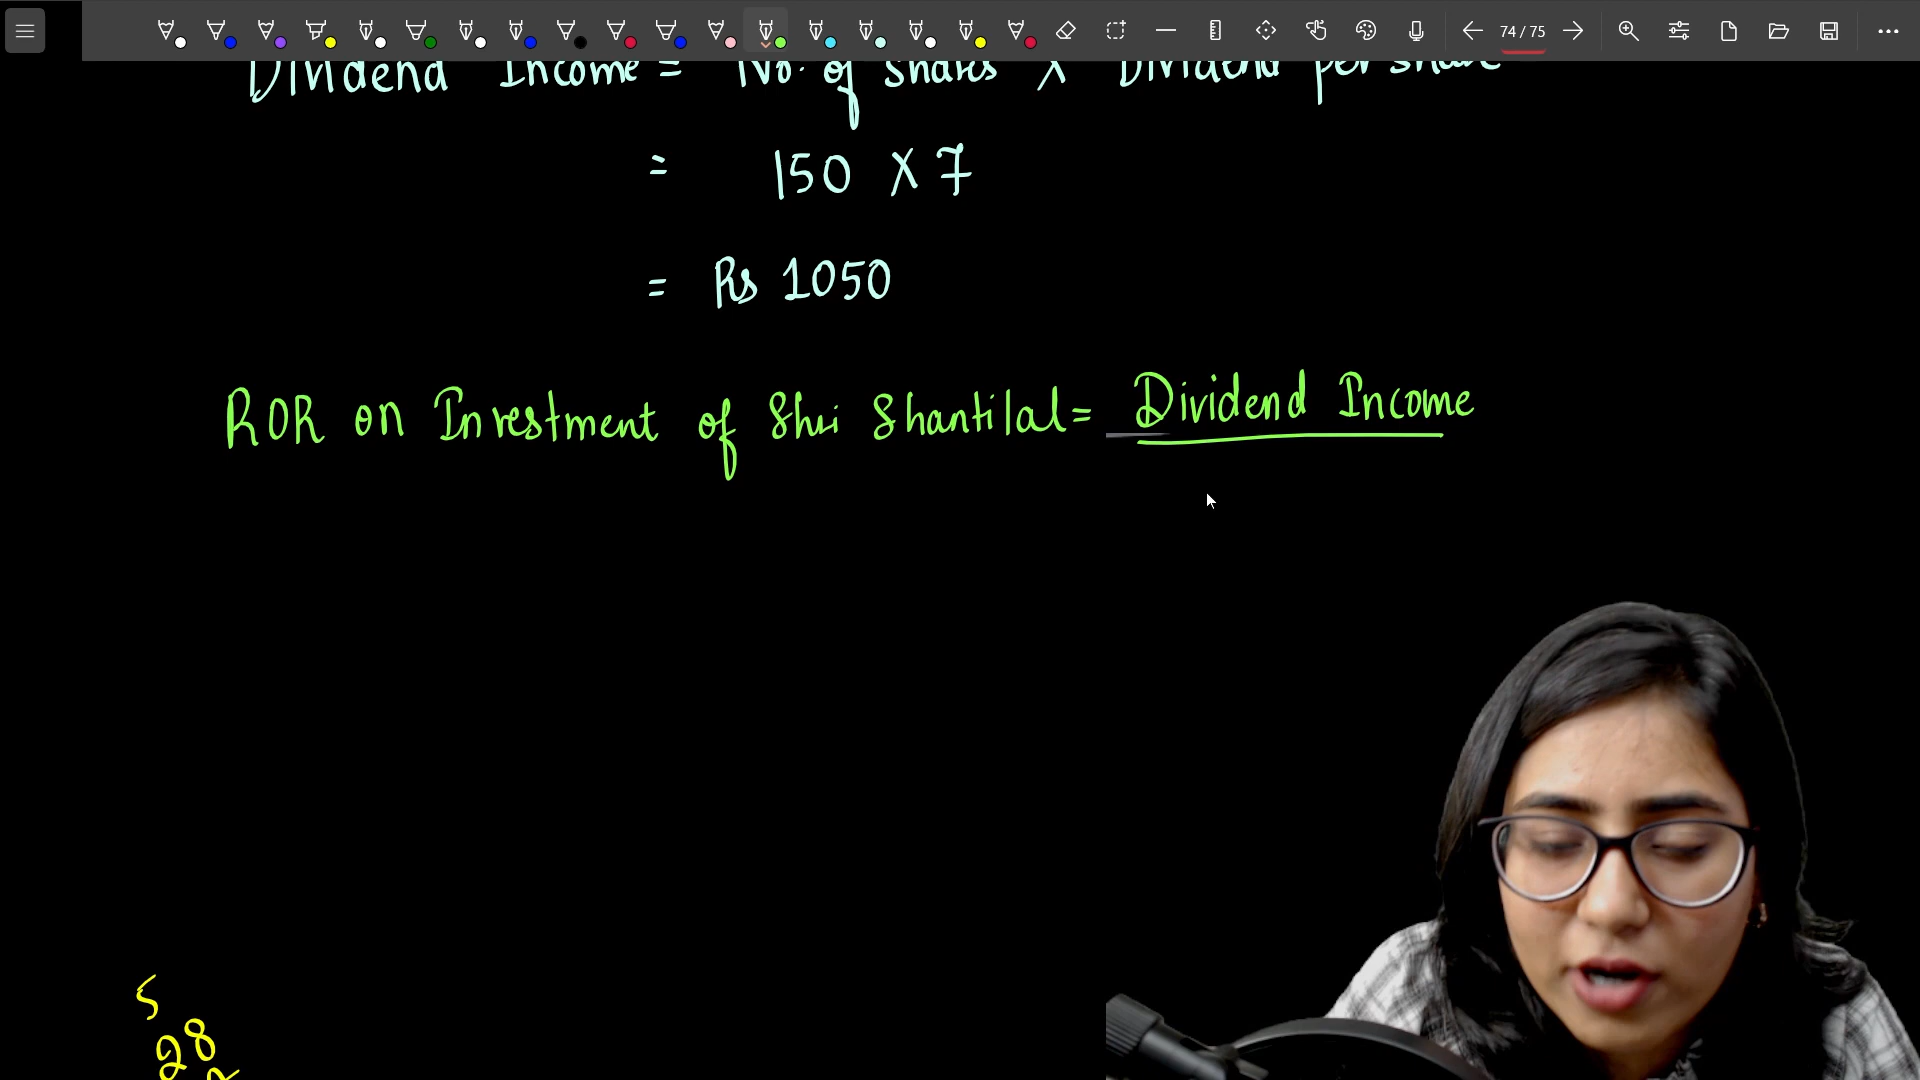 74 / 75
Dividend Income = No. of shares X Dividend per share
= 150 X 7
= Rs 1050
ROR on Investment of Shri Shantilal = Dividend Income
5
28